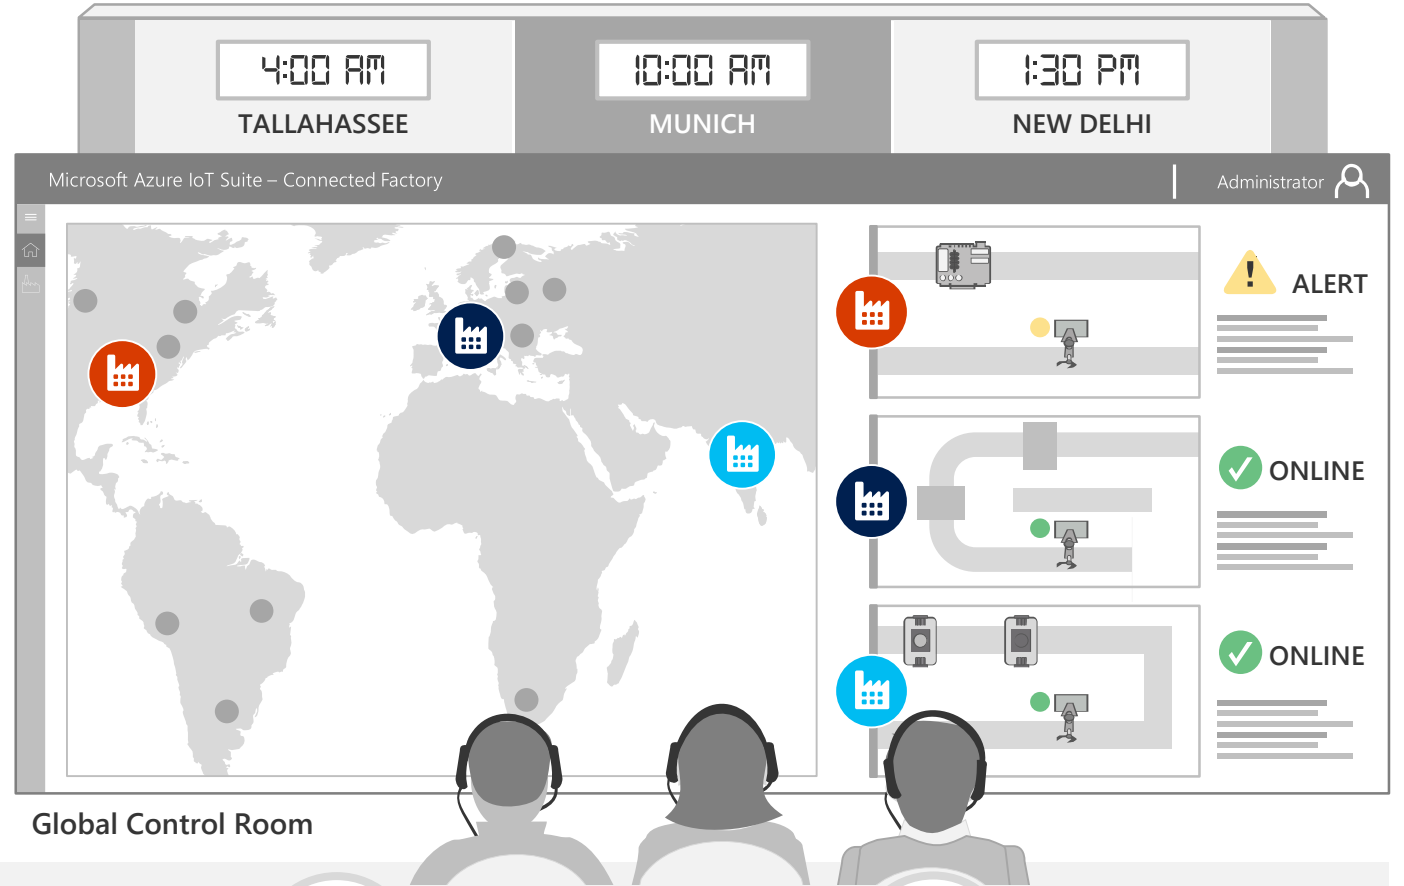 4:00 AM
10:00 AM
1:30 PM
TALLAHASSEE
MUNICH
NEW DELHI
Microsoft Azure IoT Suite – Connected Factory
Administrator
ALERT
ONLINE
ONLINE
Global Control Room